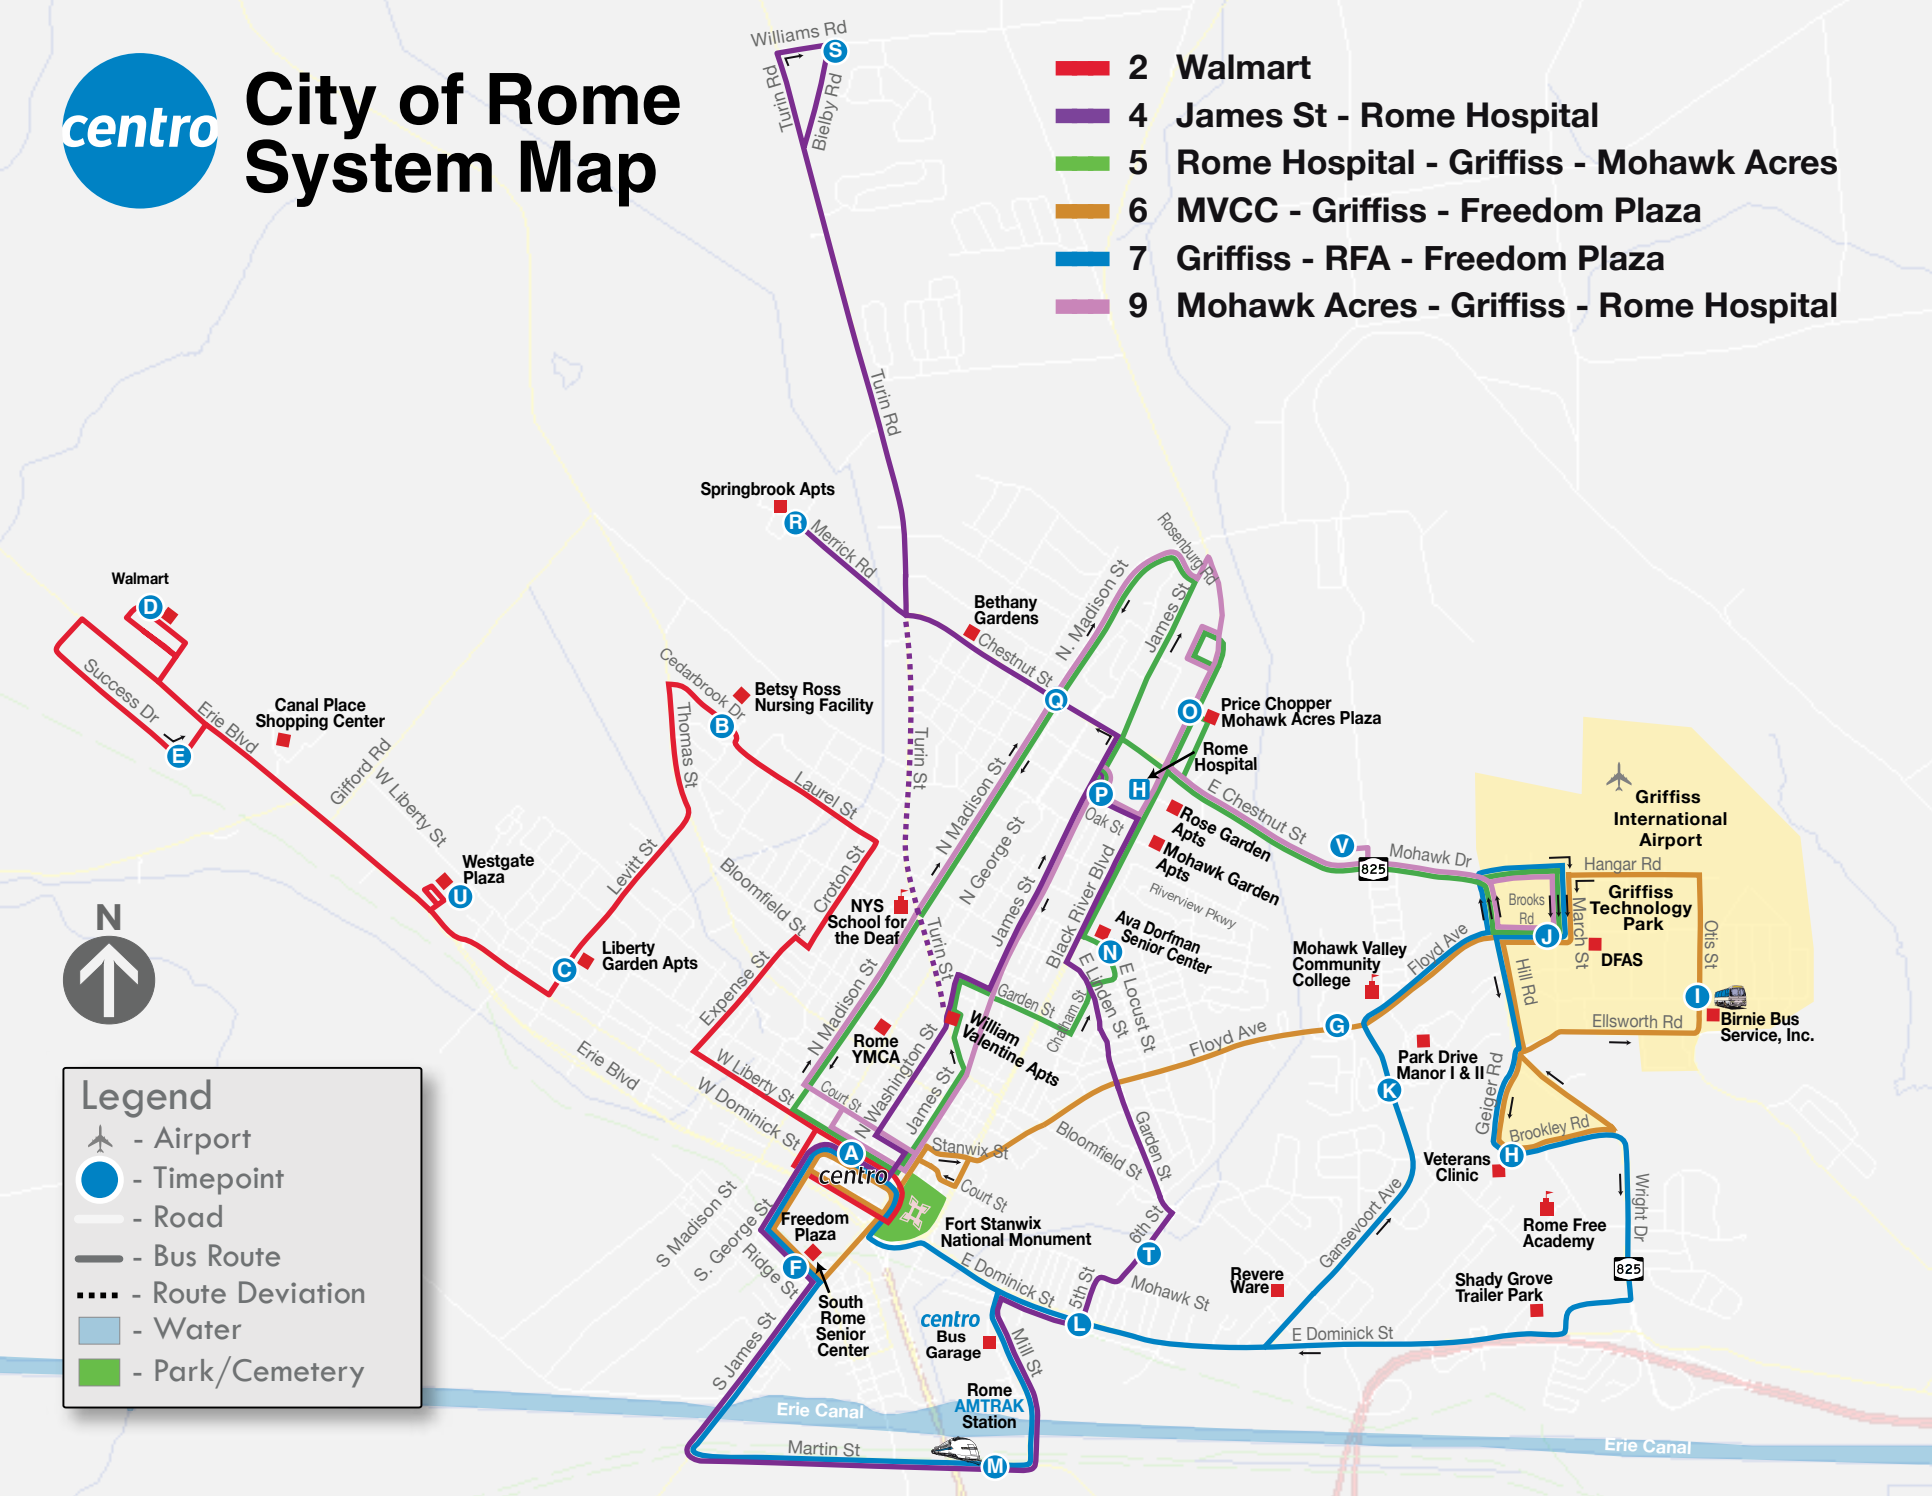 centro
City of Rome
System Map
2 Walmart
4 James St - Rome Hospital
5 Rome Hospital - Griffiss - Mohawk Acres
6 MVCC - Griffiss - Freedom Plaza
7 Griffiss - RFA - Freedom Plaza
9 Mohawk Acres - Griffiss - Rome Hospital
Williams Rd
S
Turin Rd
Bielby Rd
Turin Rd
Springbrook Apts
R
Merrick Rd
Rosenburg Rd
Walmart
D
Bethany
Gardens
Chestnut St
N. Madison St
James St
Success Dr
Erie Blvd
E
Canal Place
Shopping Center
Gifford Rd
W Liberty St
Cedarbrook Dr
Betsy Ross
Nursing Facility
B
Thomas St
Laurel St
Turin St
Q
O
Price Chopper
Mohawk Acres Plaza
Rome
Hospital
H
P
Oak St
E Chestnut St
Rose Garden
Apts
Mohawk Garden
Apts
Riverview Pkwy
V
825
Mohawk Dr
Griffiss
International
Airport
Hangar Rd
Griffiss
Technology
Park
Brooks
Rd
J
March St
Otis St
DFAS
I
Birnie Bus
Service, Inc.
Ellsworth Rd
Hill Rd
Westgate
Plaza
U
Levitt St
Bloomfield St
Croton St
NYS
School for
the Deaf
N Madison St
N George St
James St
Black River Blvd
Ava Dorfman
Senior Center
N
Mohawk Valley
Community
College
Floyd Ave
C
Liberty
Garden Apts
Expense St
N Madison St
Turin St
Garden St
Chatham St
E Linden St
E Locust St
Floyd Ave
G
K
Park Drive
Manor I & II
Geiger Rd
Brookley Rd
H
Veterans
Clinic
N
Rome
YMCA
William
Valentine Apts
Erie Blvd
W Liberty St
W Dominick St
Court St
N Washington St
James St
Legend
- Airport
- Timepoint
- Road
- Bus Route
- Route Deviation
- Water
- Park/Cemetery
A
centro
Stanwix St
Court St
Bloomfield St
Garden St
S Madison St
S. George St
Ridge St
Freedom
Plaza
F
Fort Stanwix
National Monument
6th St
T
Gansevoort Ave
Rome Free
Academy
Wright Dr
825
Shady Grove
Trailer Park
Revere
Ware
E Dominick St
5th St
Mohawk St
L
E Dominick St
South
Rome
Senior
Center
centro
Bus
Garage
Mill St
S James St
Rome
AMTRAK
Station
Erie Canal
Martin St
M
Erie Canal